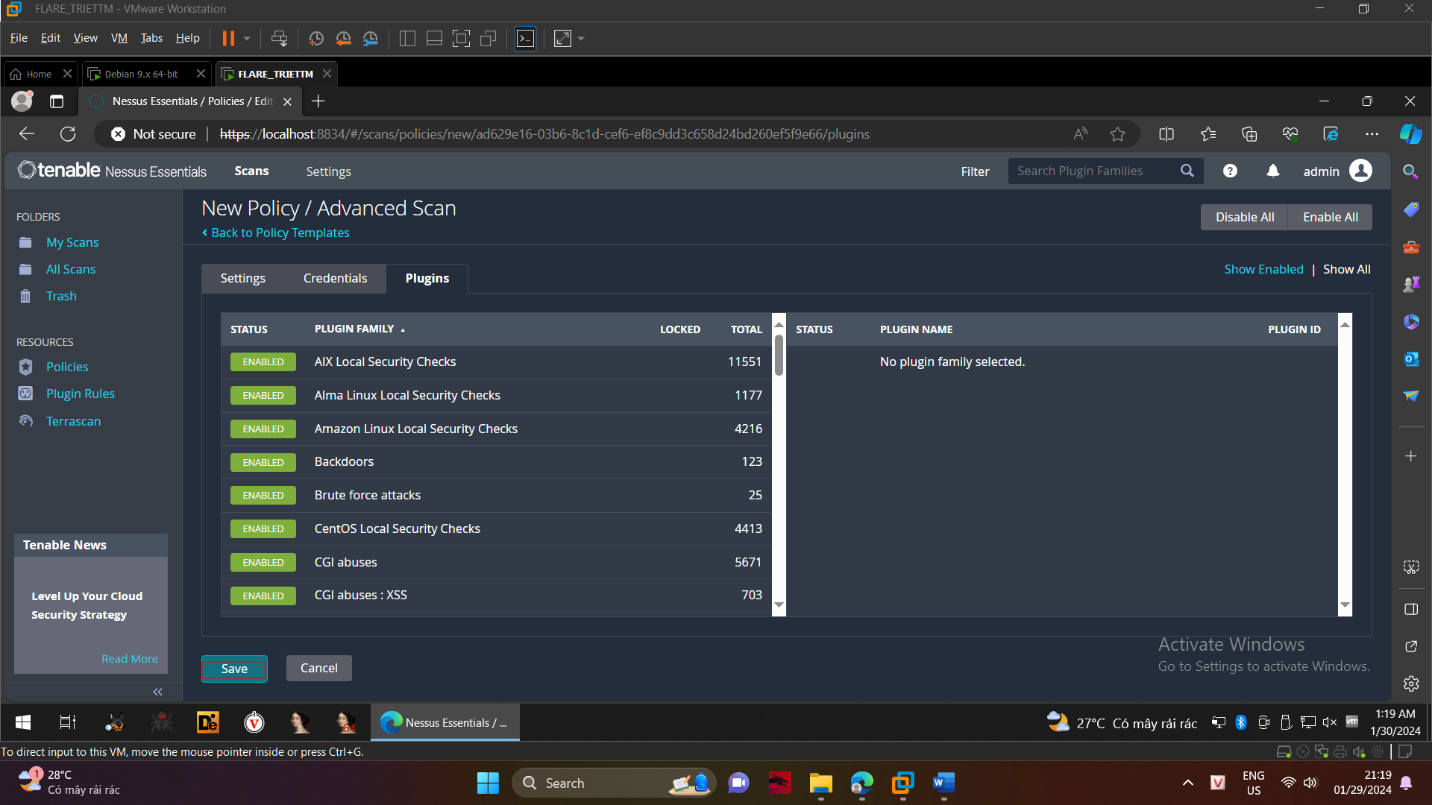 FLARE_TRIETTM - VMware Workstation
File Edit View VM Tabs Help
Home Debian 9.x 64-bit FLARE_TRIETTM
Nessus Essentials / Policies / Edit
Not secure https://localhost:8834/#/scans/policies/new/ad629e16-03b6-8c1d-cef6-ef8c9dd3c658d24bd260ef5f9e66/plugins
tenable Nessus Essentials Scans Settings Filter Search Plugin Families admin
FOLDERS
My Scans
All Scans
Trash
RESOURCES
Policies
Plugin Rules
Terrascan
Tenable News
Level Up Your Cloud
Security Strategy
Read More
New Policy / Advanced Scan
Back to Policy Templates
Disable All Enable All
Settings Credentials Plugins
Show Enabled | Show All
STATUS PLUGIN FAMILY LOCKED TOTAL
ENABLED AIX Local Security Checks 11551
ENABLED Alma Linux Local Security Checks 1177
ENABLED Amazon Linux Local Security Checks 4216
ENABLED Backdoors 123
ENABLED Brute force attacks 25
ENABLED CentOS Local Security Checks 4413
ENABLED CGI abuses 5671
ENABLED CGI abuses : XSS 703
STATUS PLUGIN NAME PLUGIN ID
No plugin family selected.
Save Cancel
Activate Windows
Go to Settings to activate Windows.
De V Nessus Essentials / ...
27°C Có mây rải rác
1:19 AM
1/30/2024
To direct input to this VM, move the mouse pointer inside or press Ctrl+G.
1
28°C
Có mây rải rác
Search
V
ENG
US
21:19
01/29/2024